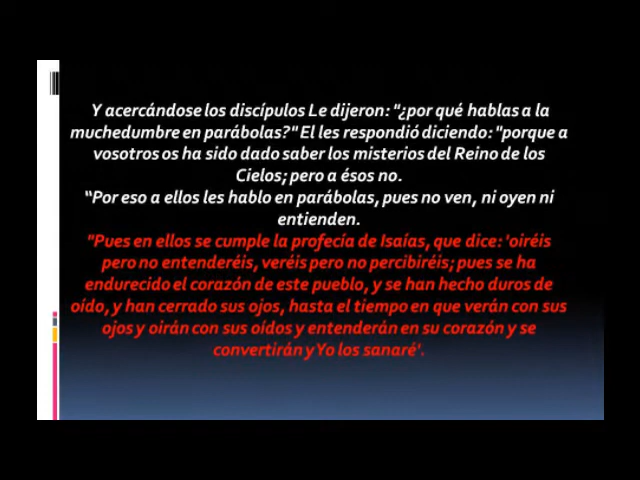 Y acercándose los discípulos Le dijeron: "¿por qué hablas a la
muchedumbre en parábolas?" El les respondió diciendo: "porque a
vosotros os ha sido dado saber los misterios del Reino de los
Cielos; pero a ésos no.
“Por eso a ellos les hablo en parábolas, pues no ven, ni oyen ni
entienden.
"Pues en ellos se cumple la profecía de Isaías, que dice: 'oiréis
pero no entenderéis, veréis pero no percibiréis; pues se ha
endurecido el corazón de este pueblo, y se han hecho duros de
oído, y han cerrado sus ojos, hasta el tiempo en que verán con sus
ojos y oirán con sus oídos y entenderán en su corazón y se
convertirán y Yo los sanaré'.